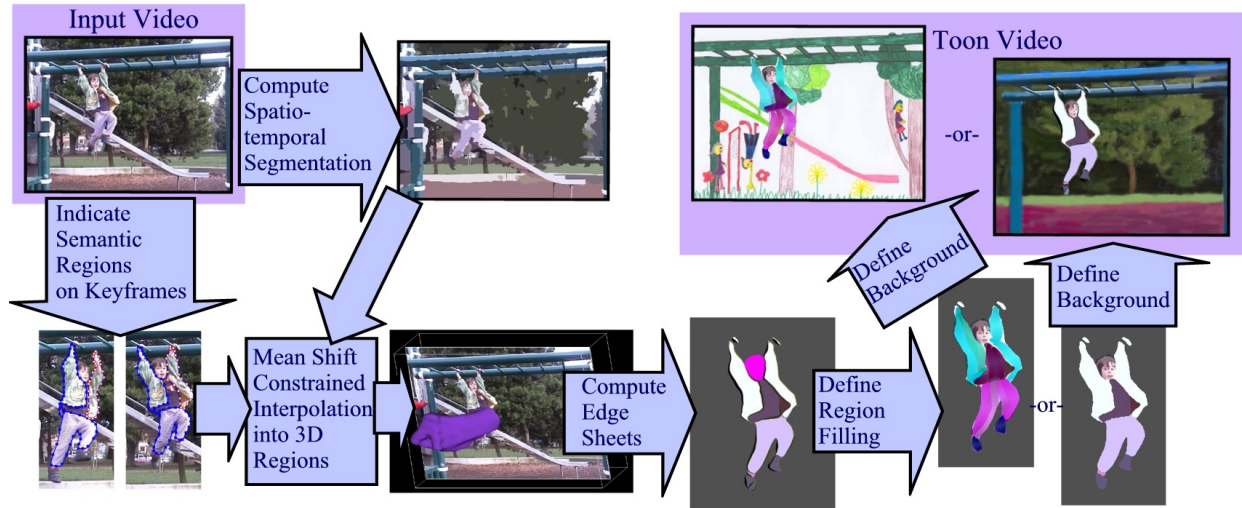 Input Video
Compute
Spatio-
temporal
Segmentation
Toon Video
-or-
Indicate
Semantic
Regions
on Keyframes
Define
Background
Define
Background
Mean Shift
Constrained
Interpolation
into 3D
Regions
Compute
Edge
Sheets
Define
Region
Filling
-or-